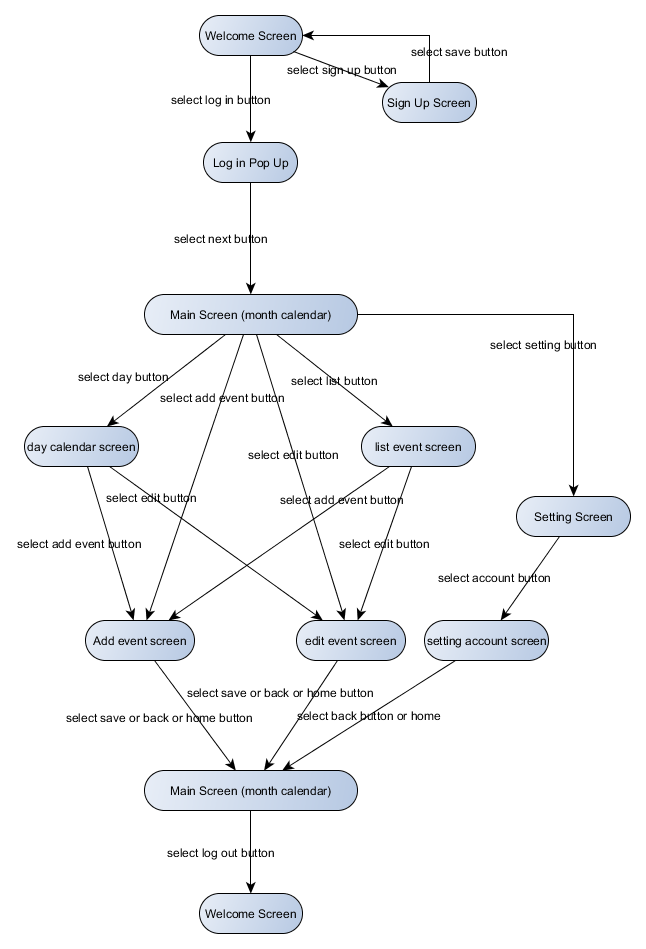 Welcome Screen
select save button
select sign up button
select log in button
Sign Up Screen
Log in Pop Up
select next button
Main Screen (month calendar)
select setting button
select day button
select list button
select add event button
day calendar screen
list event screen
select edit button
select edit button
select add event button
Setting Screen
select add event button
select edit button
select account button
Add event screen
edit event screen
setting account screen
select save or back or home button
select save or back or home button
select back button or home
Main Screen (month calendar)
select log out button
Welcome Screen